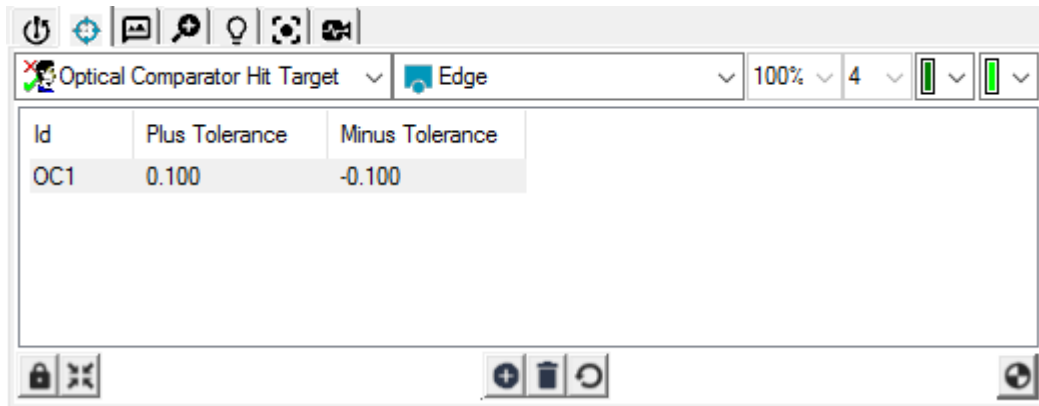 Optical Comparator Hit Target Edge 100% 4
Id Plus Tolerance Minus Tolerance
OC1 0.100 -0.100